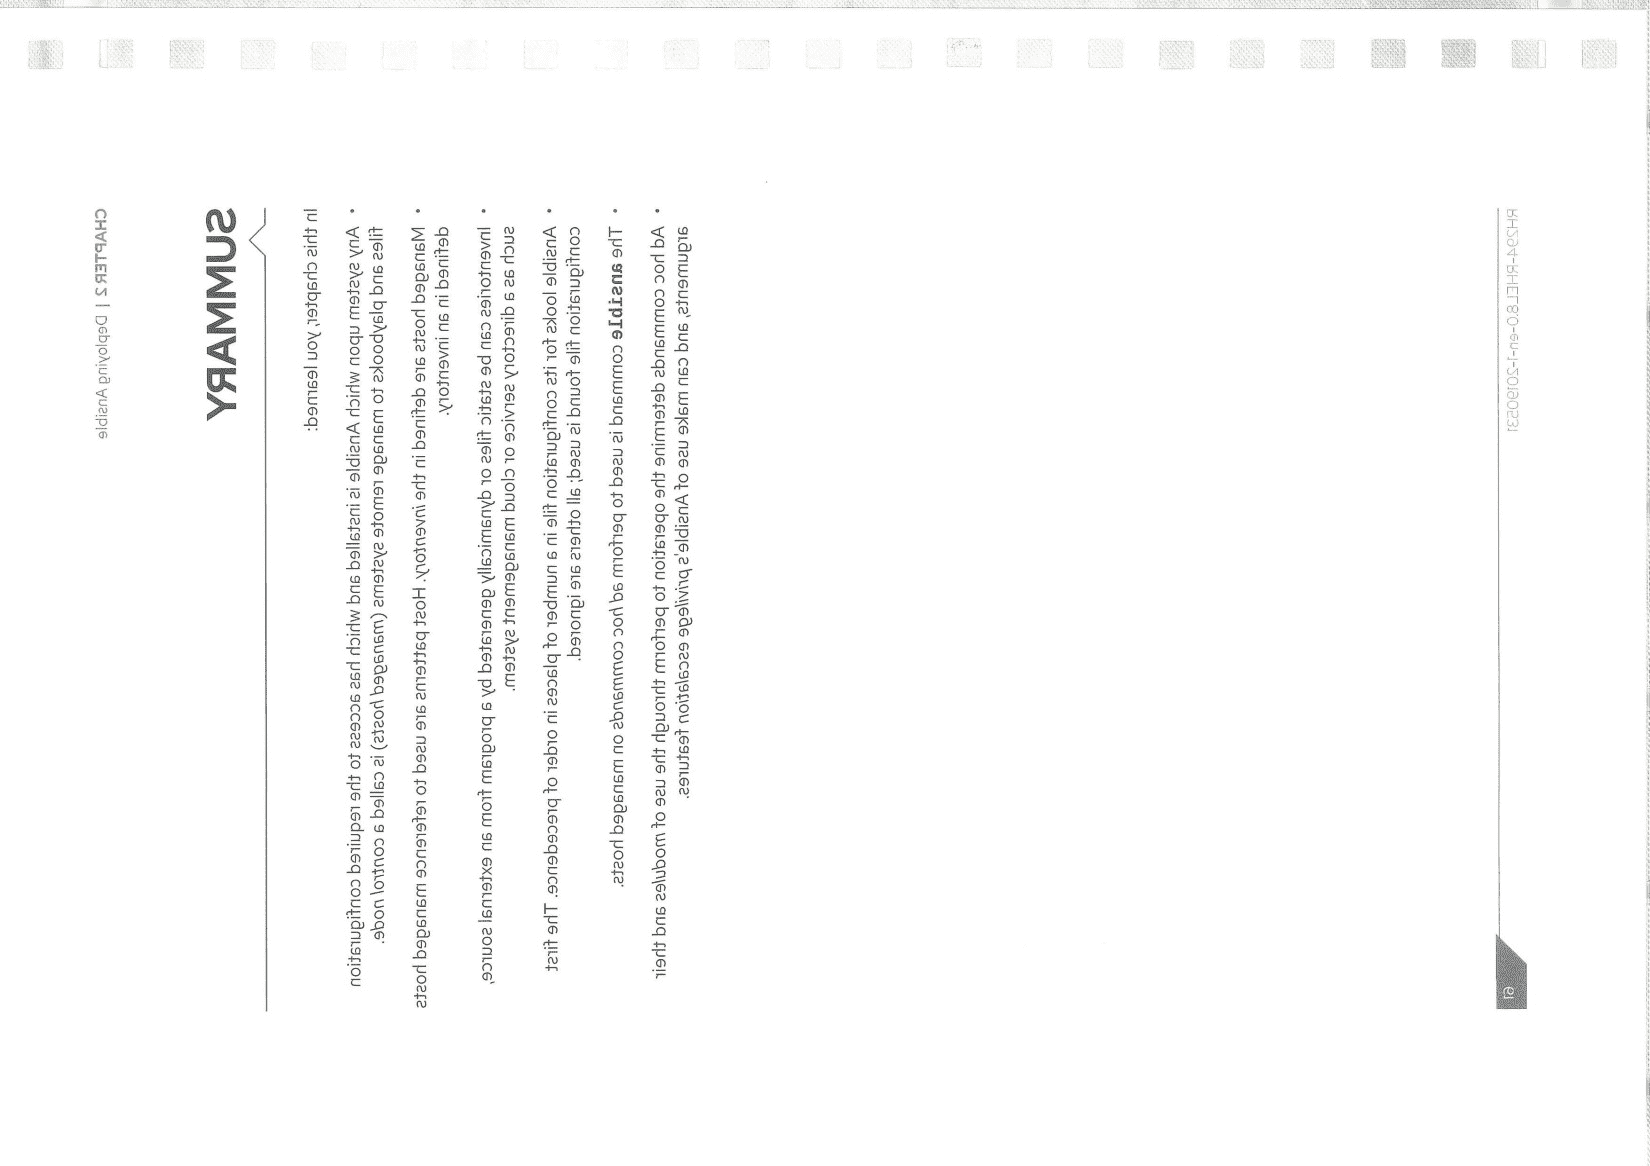 CHAPTER 2 | Deploying Ansible
SUMMARY
In this chapter, you learned:
• Any system upon which Ansible is installed and which has access to the required configuration
files and playbooks to manage remote systems (managed hosts) is called a control node.
• Managed hosts are defined in the inventory. Host patterns are used to reference managed hosts
defined in an inventory.
• Inventories can be static files or dynamically generated by a program from an external source,
such as a directory service or cloud management system.
• Ansible looks for its configuration file in a number of places in order of precedence. The first
configuration file found is used; all others are ignored.
• The ansible command is used to perform ad hoc commands on managed hosts.
• Ad hoc commands determine the operation to perform through the use of modules and their
arguments, and can make use of Ansible's privilege escalation features.
RH294-RHEL8.0-en-1-20190531
61